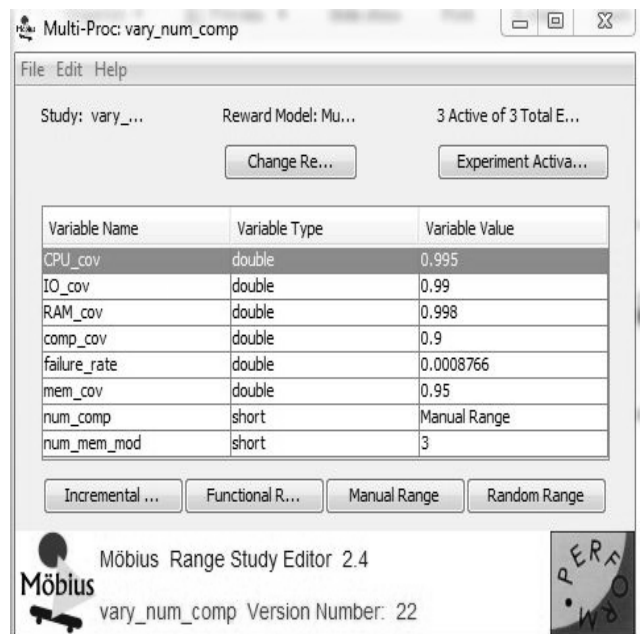 Multi-Proc: vary_num_comp
File Edit Help
Study: vary_... Reward Model: Mu... 3 Active of 3 Total E...
Change Re... Experiment Activa...
Variable Name Variable Type Variable Value
CPU_cov double 0.995
IO_cov double 0.99
RAM_cov double 0.998
comp_cov double 0.9
failure_rate double 0.0008766
mem_cov double 0.95
num_comp short Manual Range
num_mem_mod short 3
Incremental ... Functional R... Manual Range Random Range
Möbius Range Study Editor 2.4
Möbius
vary_num_comp Version Number: 22
PERFORM